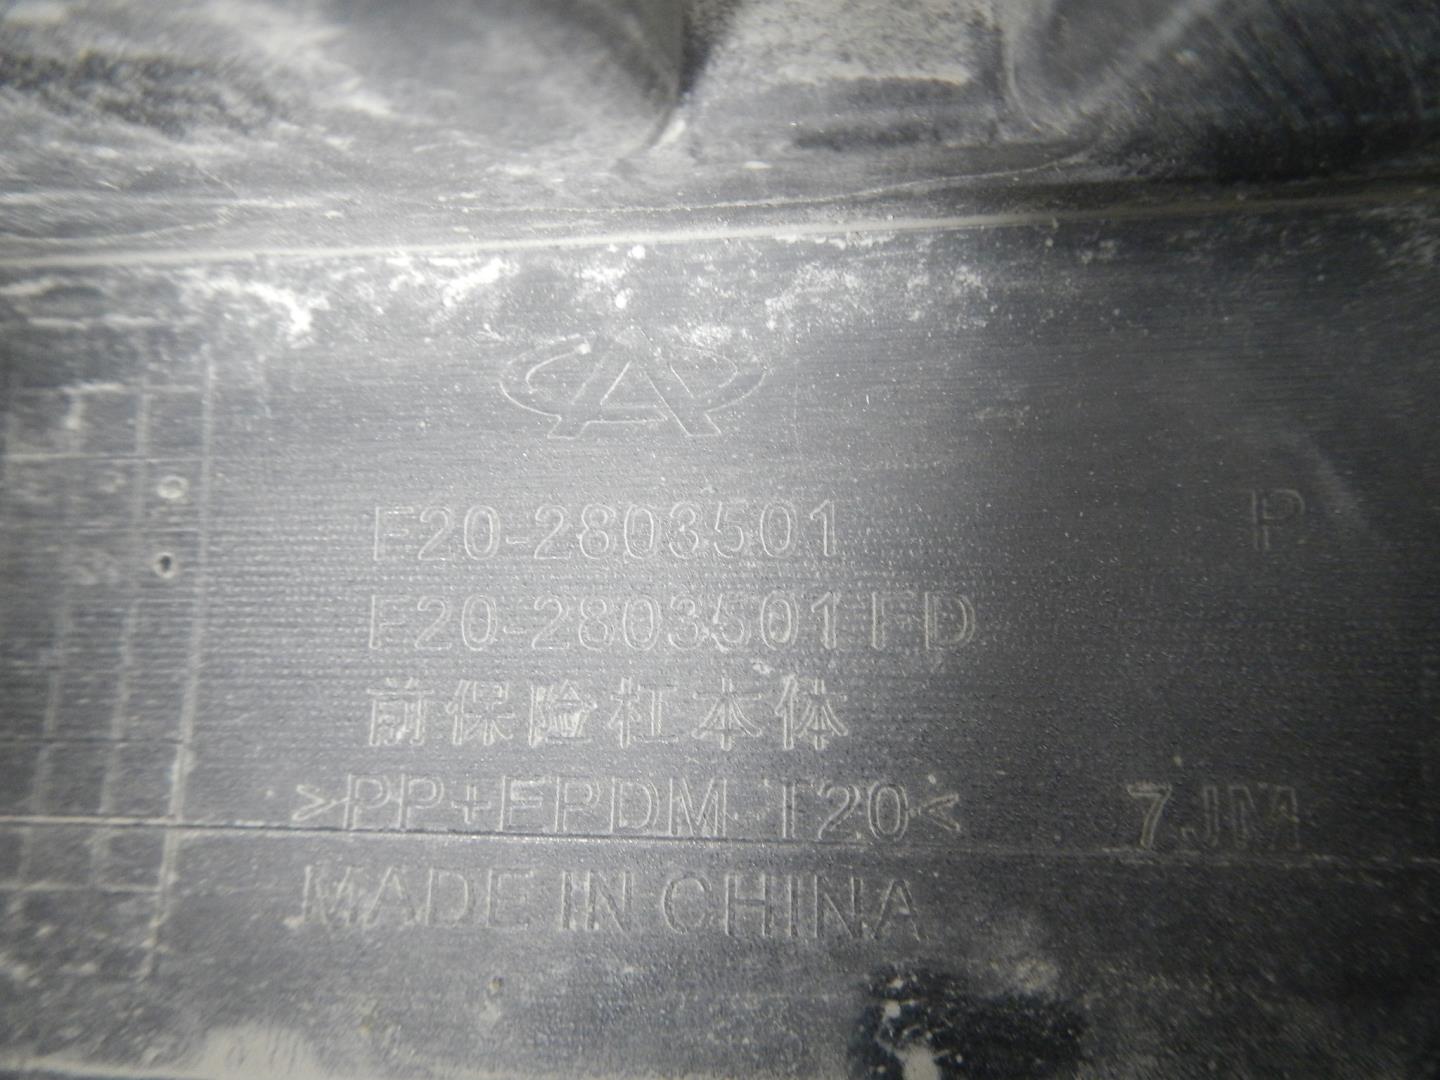 F20-2803501 P
F20-2803501FD
前保险杠本体
>PP+EPDM-T20< 7JM
MADE IN CHINA